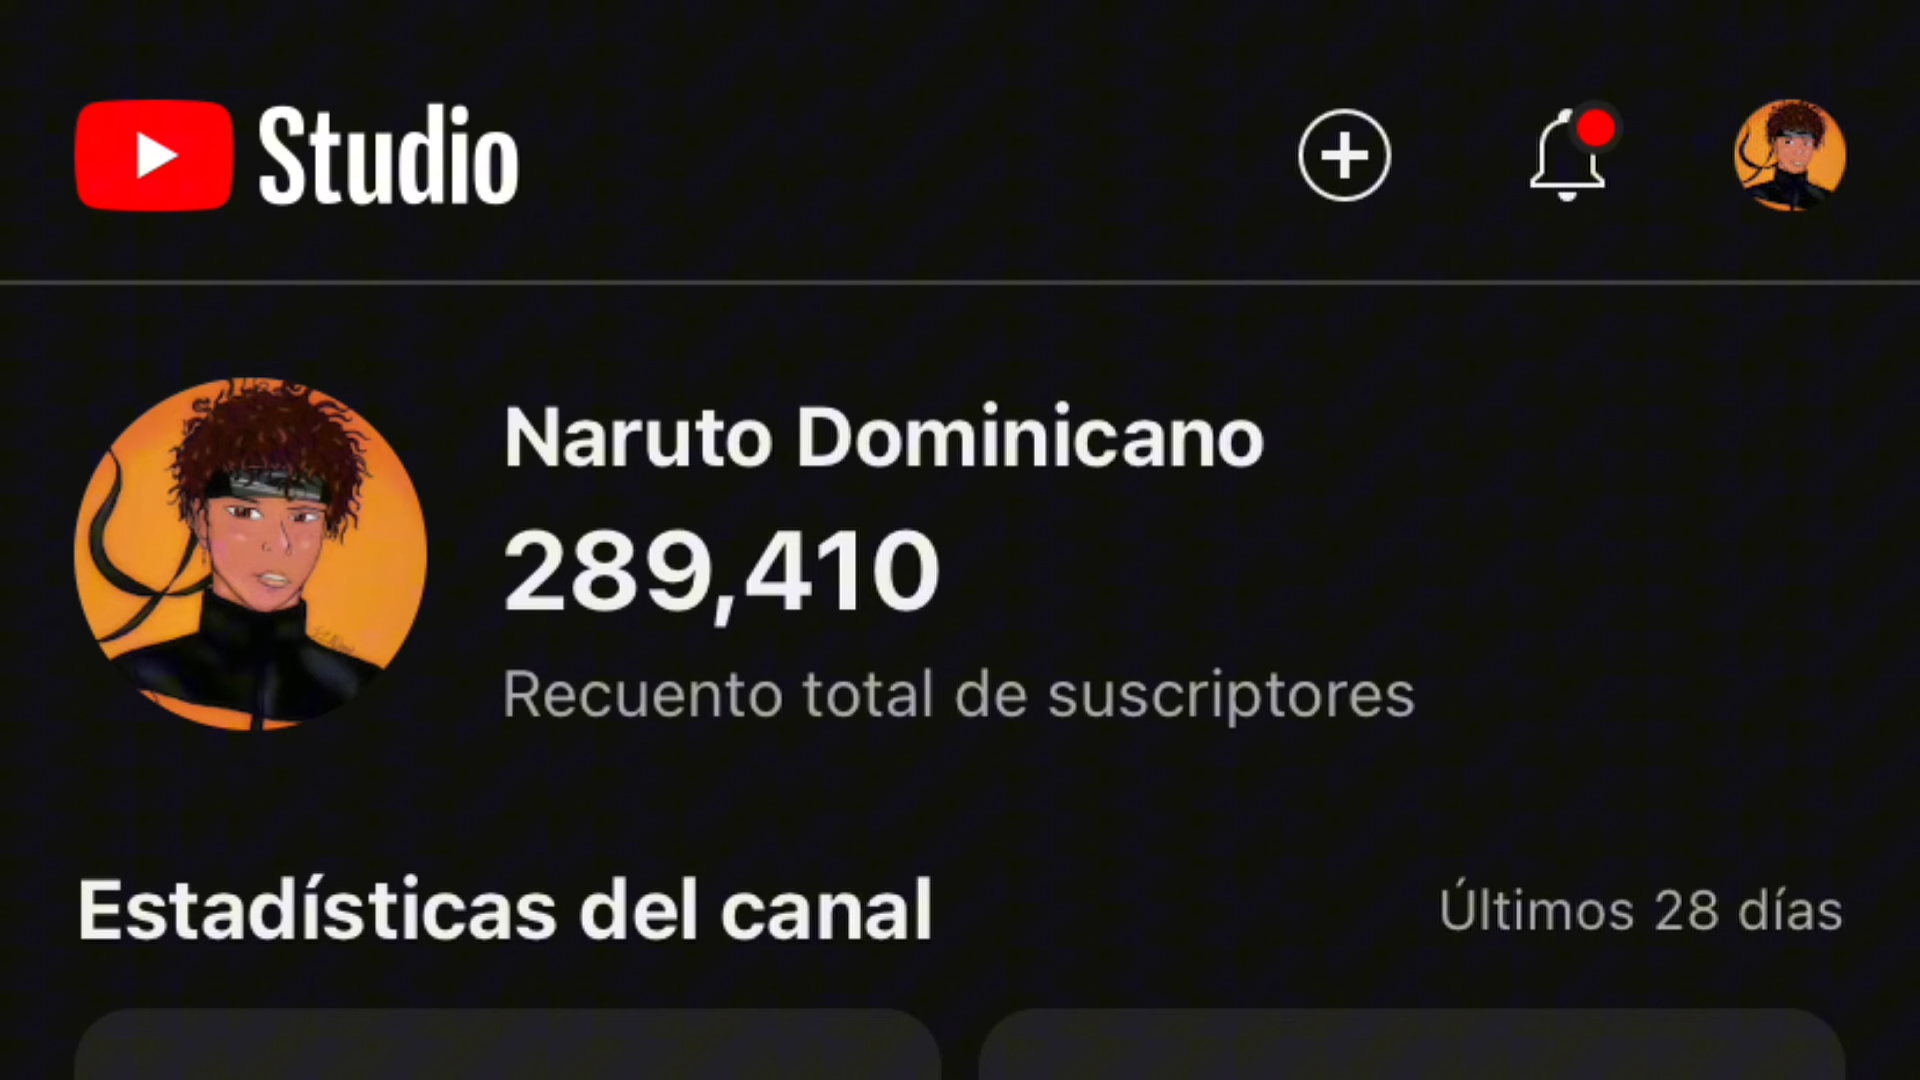 Studio
Naruto Dominicano
289,410
Recuento total de suscriptores
Estadísticas del canal
Últimos 28 días